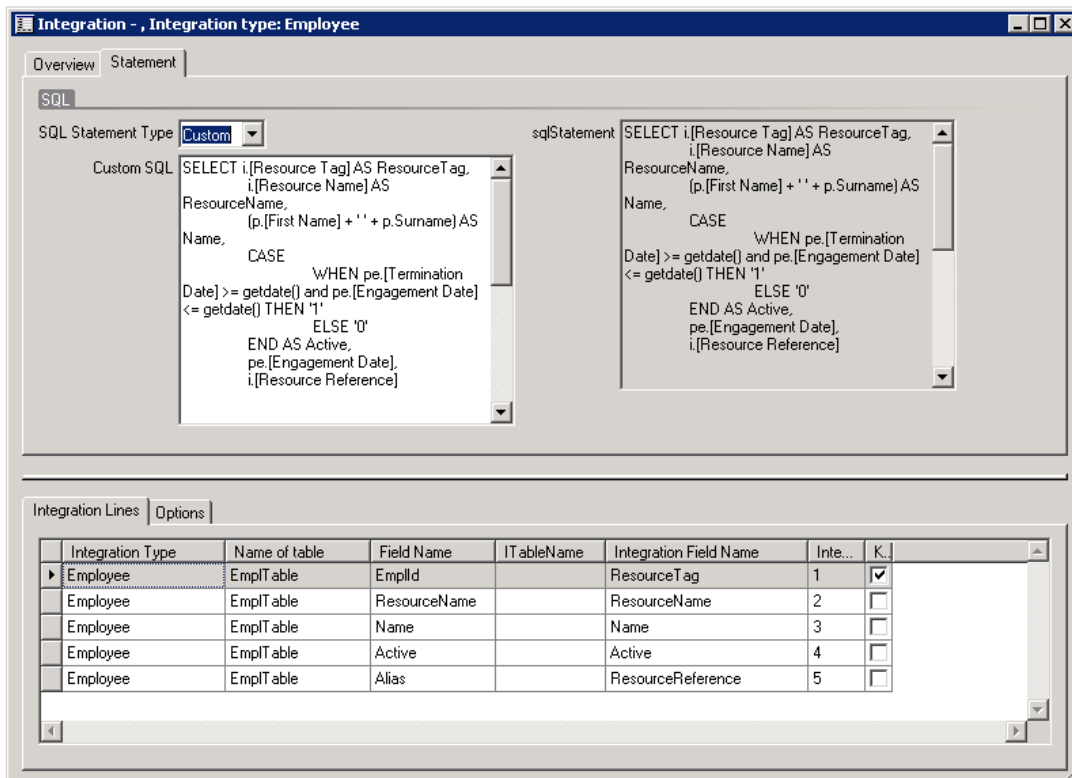 Integration - , Integration type: Employee
Overview
Statement
SQL
SQL Statement Type
Custom
Custom SQL
SELECT i.[Resource Tag] AS ResourceTag,
i.[Resource Name] AS
ResourceName,
(p.[First Name] + ' ' + p.Surname) AS
Name,
CASE
WHEN pe.[Termination
Date] >= getdate() and pe.[Engagement Date]
<= getdate() THEN '1'
ELSE '0'
END AS Active,
pe.[Engagement Date],
i.[Resource Reference]
sqlStatement
SELECT i.[Resource Tag] AS ResourceTag,
i.[Resource Name] AS
ResourceName,
(p.[First Name] + ' ' + p.Surname) AS
Name,
CASE
WHEN pe.[Termination
Date] >= getdate() and pe.[Engagement Date]
<= getdate() THEN '1'
ELSE '0'
END AS Active,
pe.[Engagement Date],
i.[Resource Reference]
Integration Lines
Options
Integration Type Name of table Field Name ITableName Integration Field Name Inte... K..
Employee EmplTable EmplId ResourceTag 1
Employee EmplTable ResourceName ResourceName 2
Employee EmplTable Name Name 3
Employee EmplTable Active Active 4
Employee EmplTable Alias ResourceReference 5